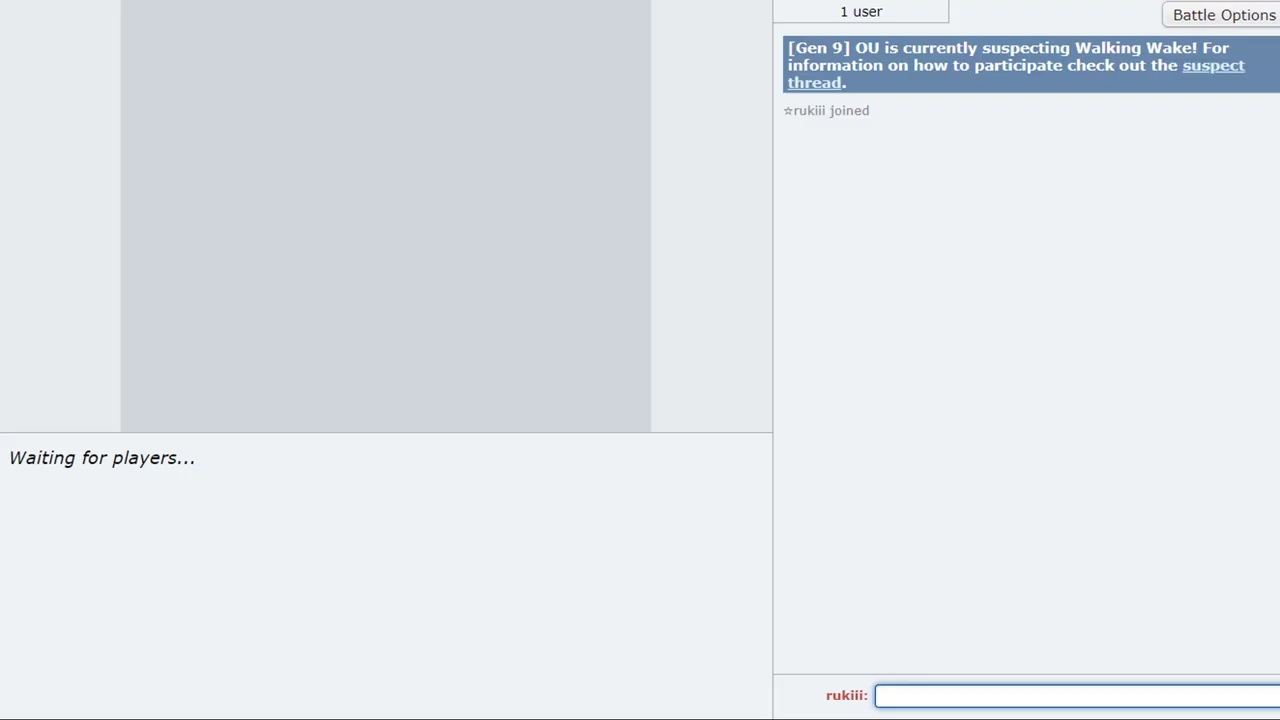 1 user
Battle Options
[Gen 9] OU is currently suspecting Walking Wake! For
information on how to participate check out the suspect
thread.
☆rukiii joined
Waiting for players...
rukiii: